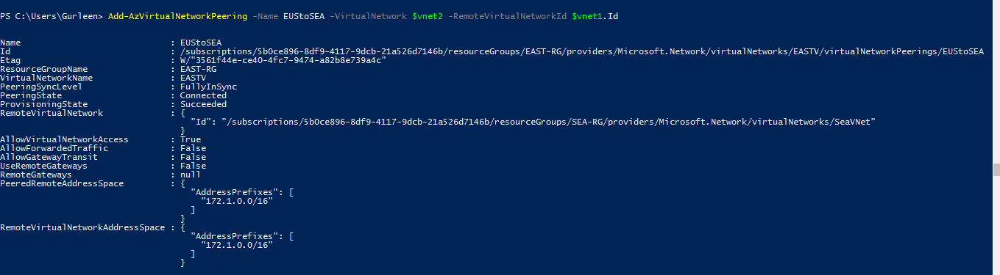 PS C:\Users\Gurleen> Add-AzVirtualNetworkPeering -Name EUStoSEA -VirtualNetwork $vnet2 -RemoteVirtualNetworkId $vnet1.Id
Name                             : EUStoSEA
Id                               : /subscriptions/5b0ce896-8df9-4117-9dcb-21a526d7146b/resourceGroups/EAST-RG/providers/Microsoft.Network/virtualNetworks/EASTV/virtualNetworkPeerings/EUStoSEA
Etag                             : W/"3561f44e-ce40-4fc7-9474-a82b8e739a4c"
ResourceGroupName                : EAST-RG
VirtualNetworkName               : EASTV
PeeringSyncLevel                 : FullyInSync
PeeringState                     : Connected
ProvisioningState                : Succeeded
RemoteVirtualNetwork             : {
                                     "Id": "/subscriptions/5b0ce896-8df9-4117-9dcb-21a526d7146b/resourceGroups/SEA-RG/providers/Microsoft.Network/virtualNetworks/SeaVNet"
                                   }
AllowVirtualNetworkAccess        : True
AllowForwardedTraffic            : False
AllowGatewayTransit              : False
UseRemoteGateways                : False
RemoteGateways                   : null
PeeredRemoteAddressSpace         : {
                                     "AddressPrefixes": [
                                       "172.1.0.0/16"
                                     ]
                                   }
RemoteVirtualNetworkAddressSpace : {
                                     "AddressPrefixes": [
                                       "172.1.0.0/16"
                                     ]
                                   }